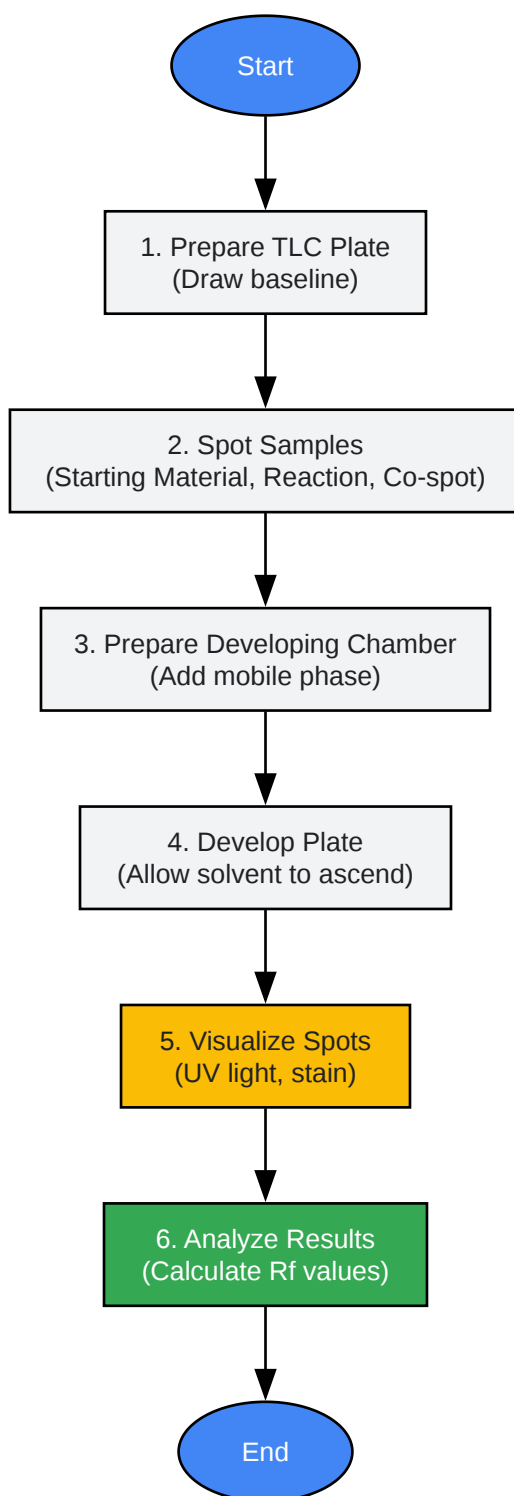 Start
1. Prepare TLC Plate
(Draw baseline)
2. Spot Samples
(Starting Material, Reaction, Co-spot)
3. Prepare Developing Chamber
(Add mobile phase)
4. Develop Plate
(Allow solvent to ascend)
5. Visualize Spots
(UV light, stain)
6. Analyze Results
(Calculate Rf values)
End